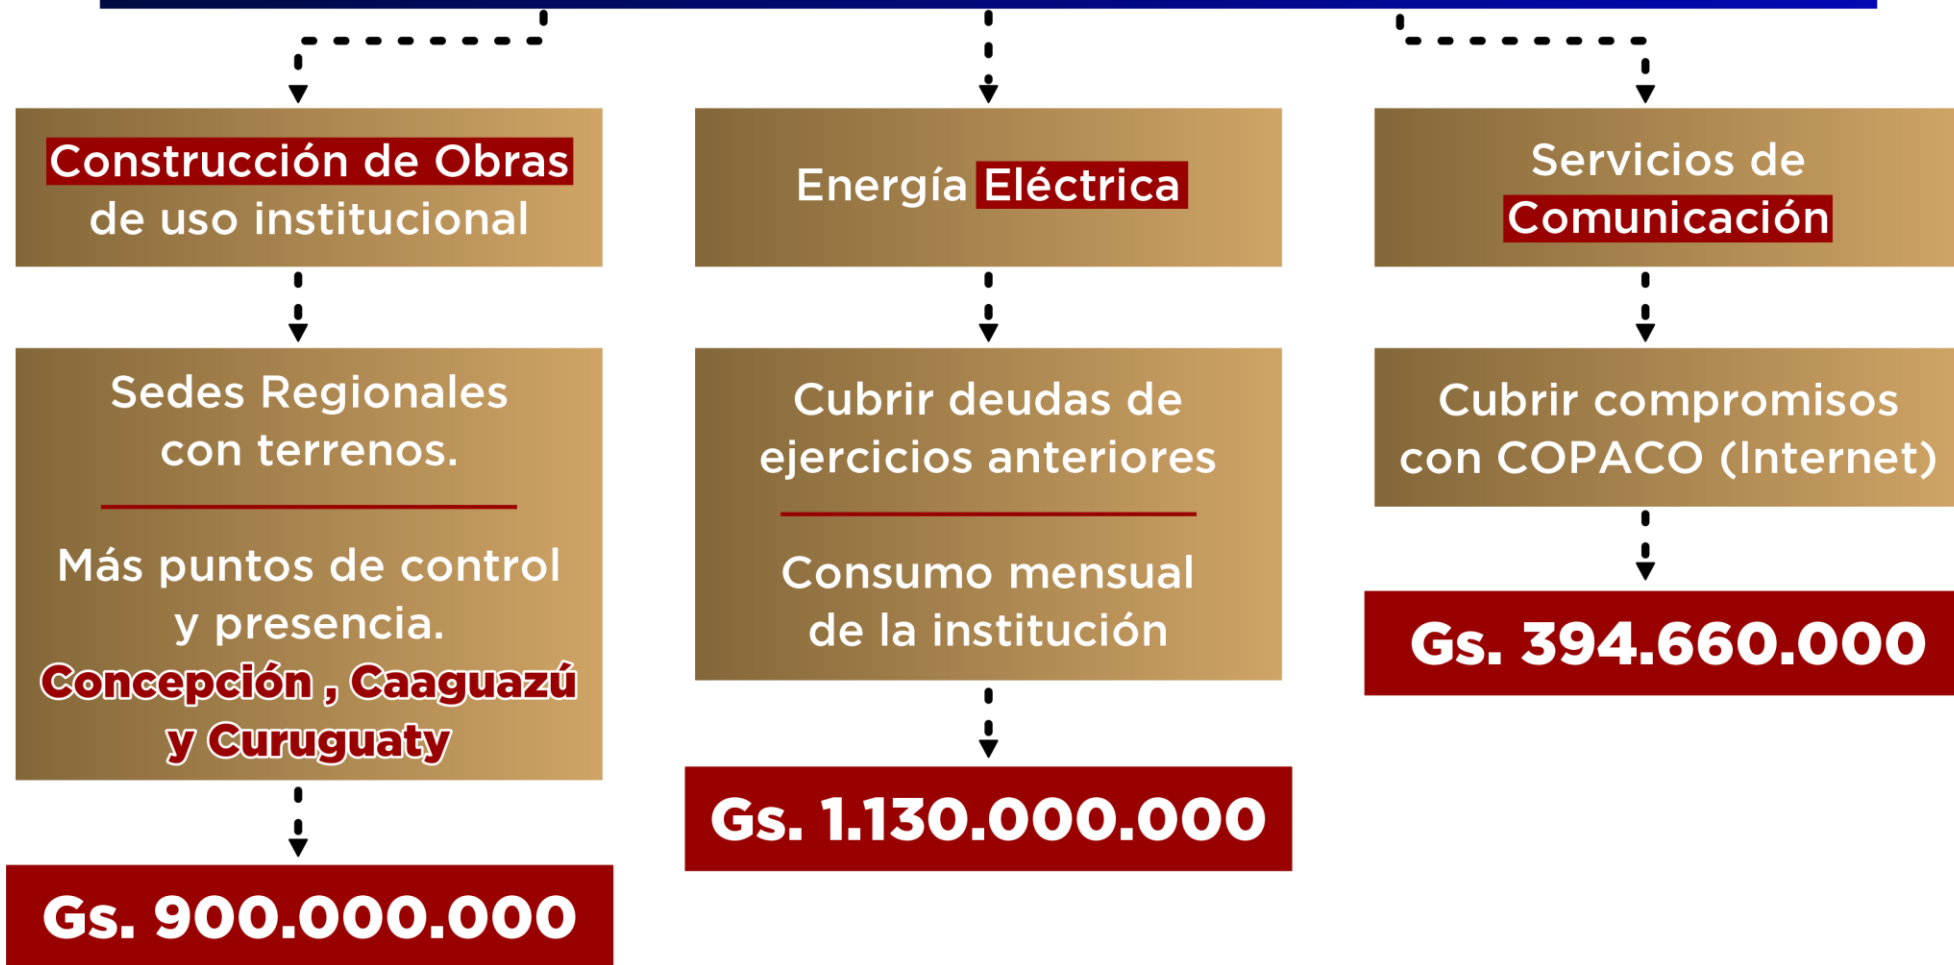 Construcción de Obras
de uso institucional
Sedes Regionales
con terrenos.
Más puntos de control
y presencia.
Concepción , Caaguazú
y Curuguaty
Gs. 900.000.000
Energía Eléctrica
Cubrir deudas de
ejercicios anteriores
Consumo mensual
de la institución
Gs. 1.130.000.000
Servicios de
Comunicación
Cubrir compromisos
con COPACO (Internet)
Gs. 394.660.000